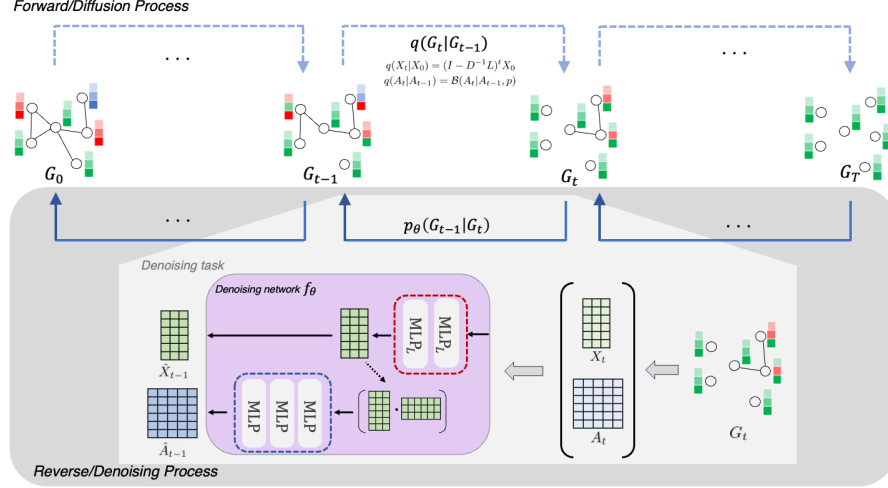 Forward/Diffusion Process
. . .
q(G_t|G_{t-1})
q(X_t|X_0) = (I − D^{-1}L)^t X_0
q(A_t|A_{t-1}) = B(A_t|A_{t-1}, p)
. . .
G_0
G_{t-1}
G_t
G_T
. . .
p_θ(G_{t-1}|G_t)
. . .
Denoising task
Denoising network f_θ
MLP_L
MLP_L
X̂_{t-1}
X_t
MLP
MLP
MLP
Â_{t-1}
A_t
G_t
Reverse/Denoising Process